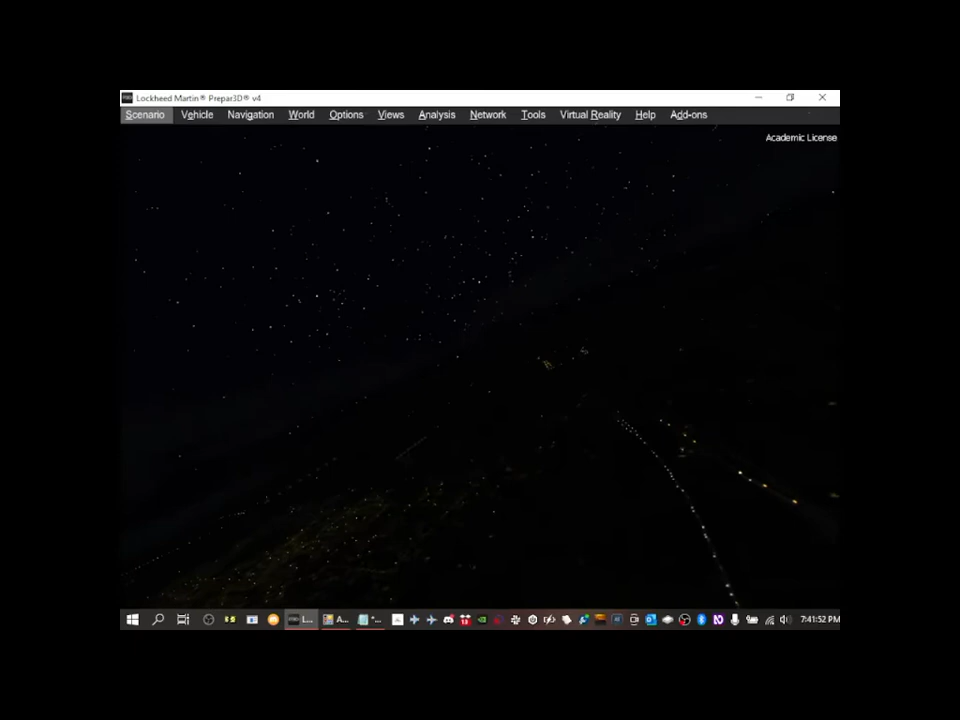 Lockheed Martin® Prepar3D® v4
Scenario Vehicle Navigation World Options Views Analysis Network Tools Virtual Reality Help Add-ons
Academic License
L... A... "... 7:41:52 PM